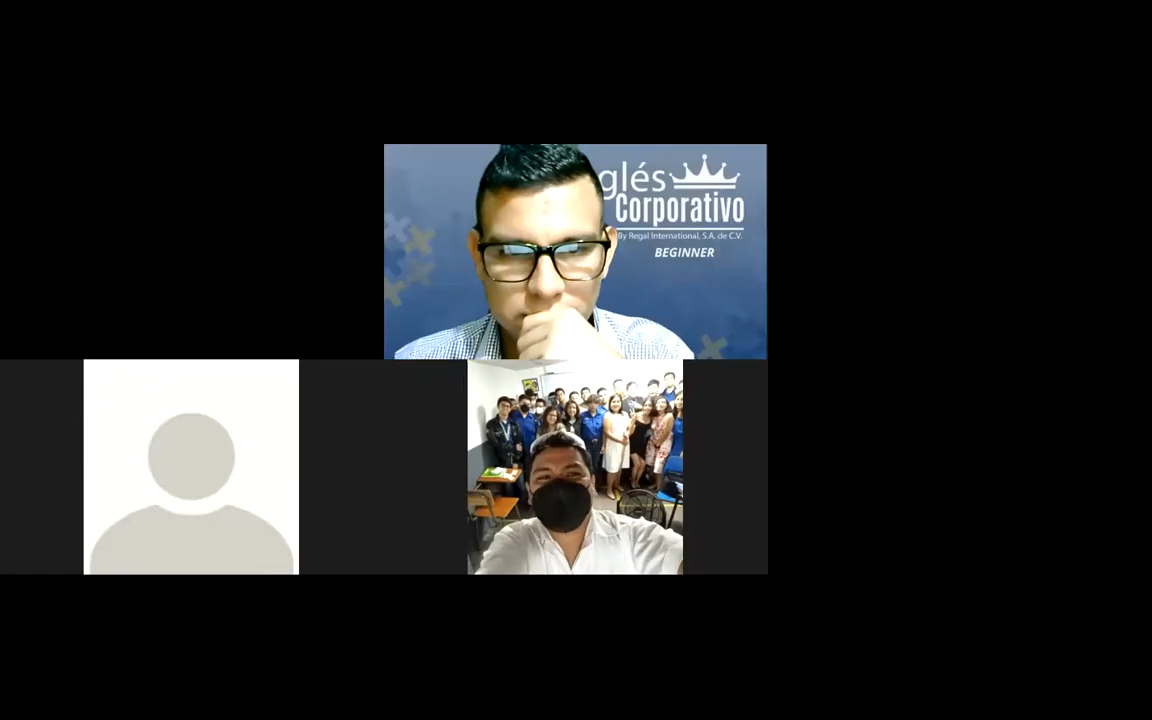 glés
Corporativo
By Regal International, S.A. de C.V.
BEGINNER